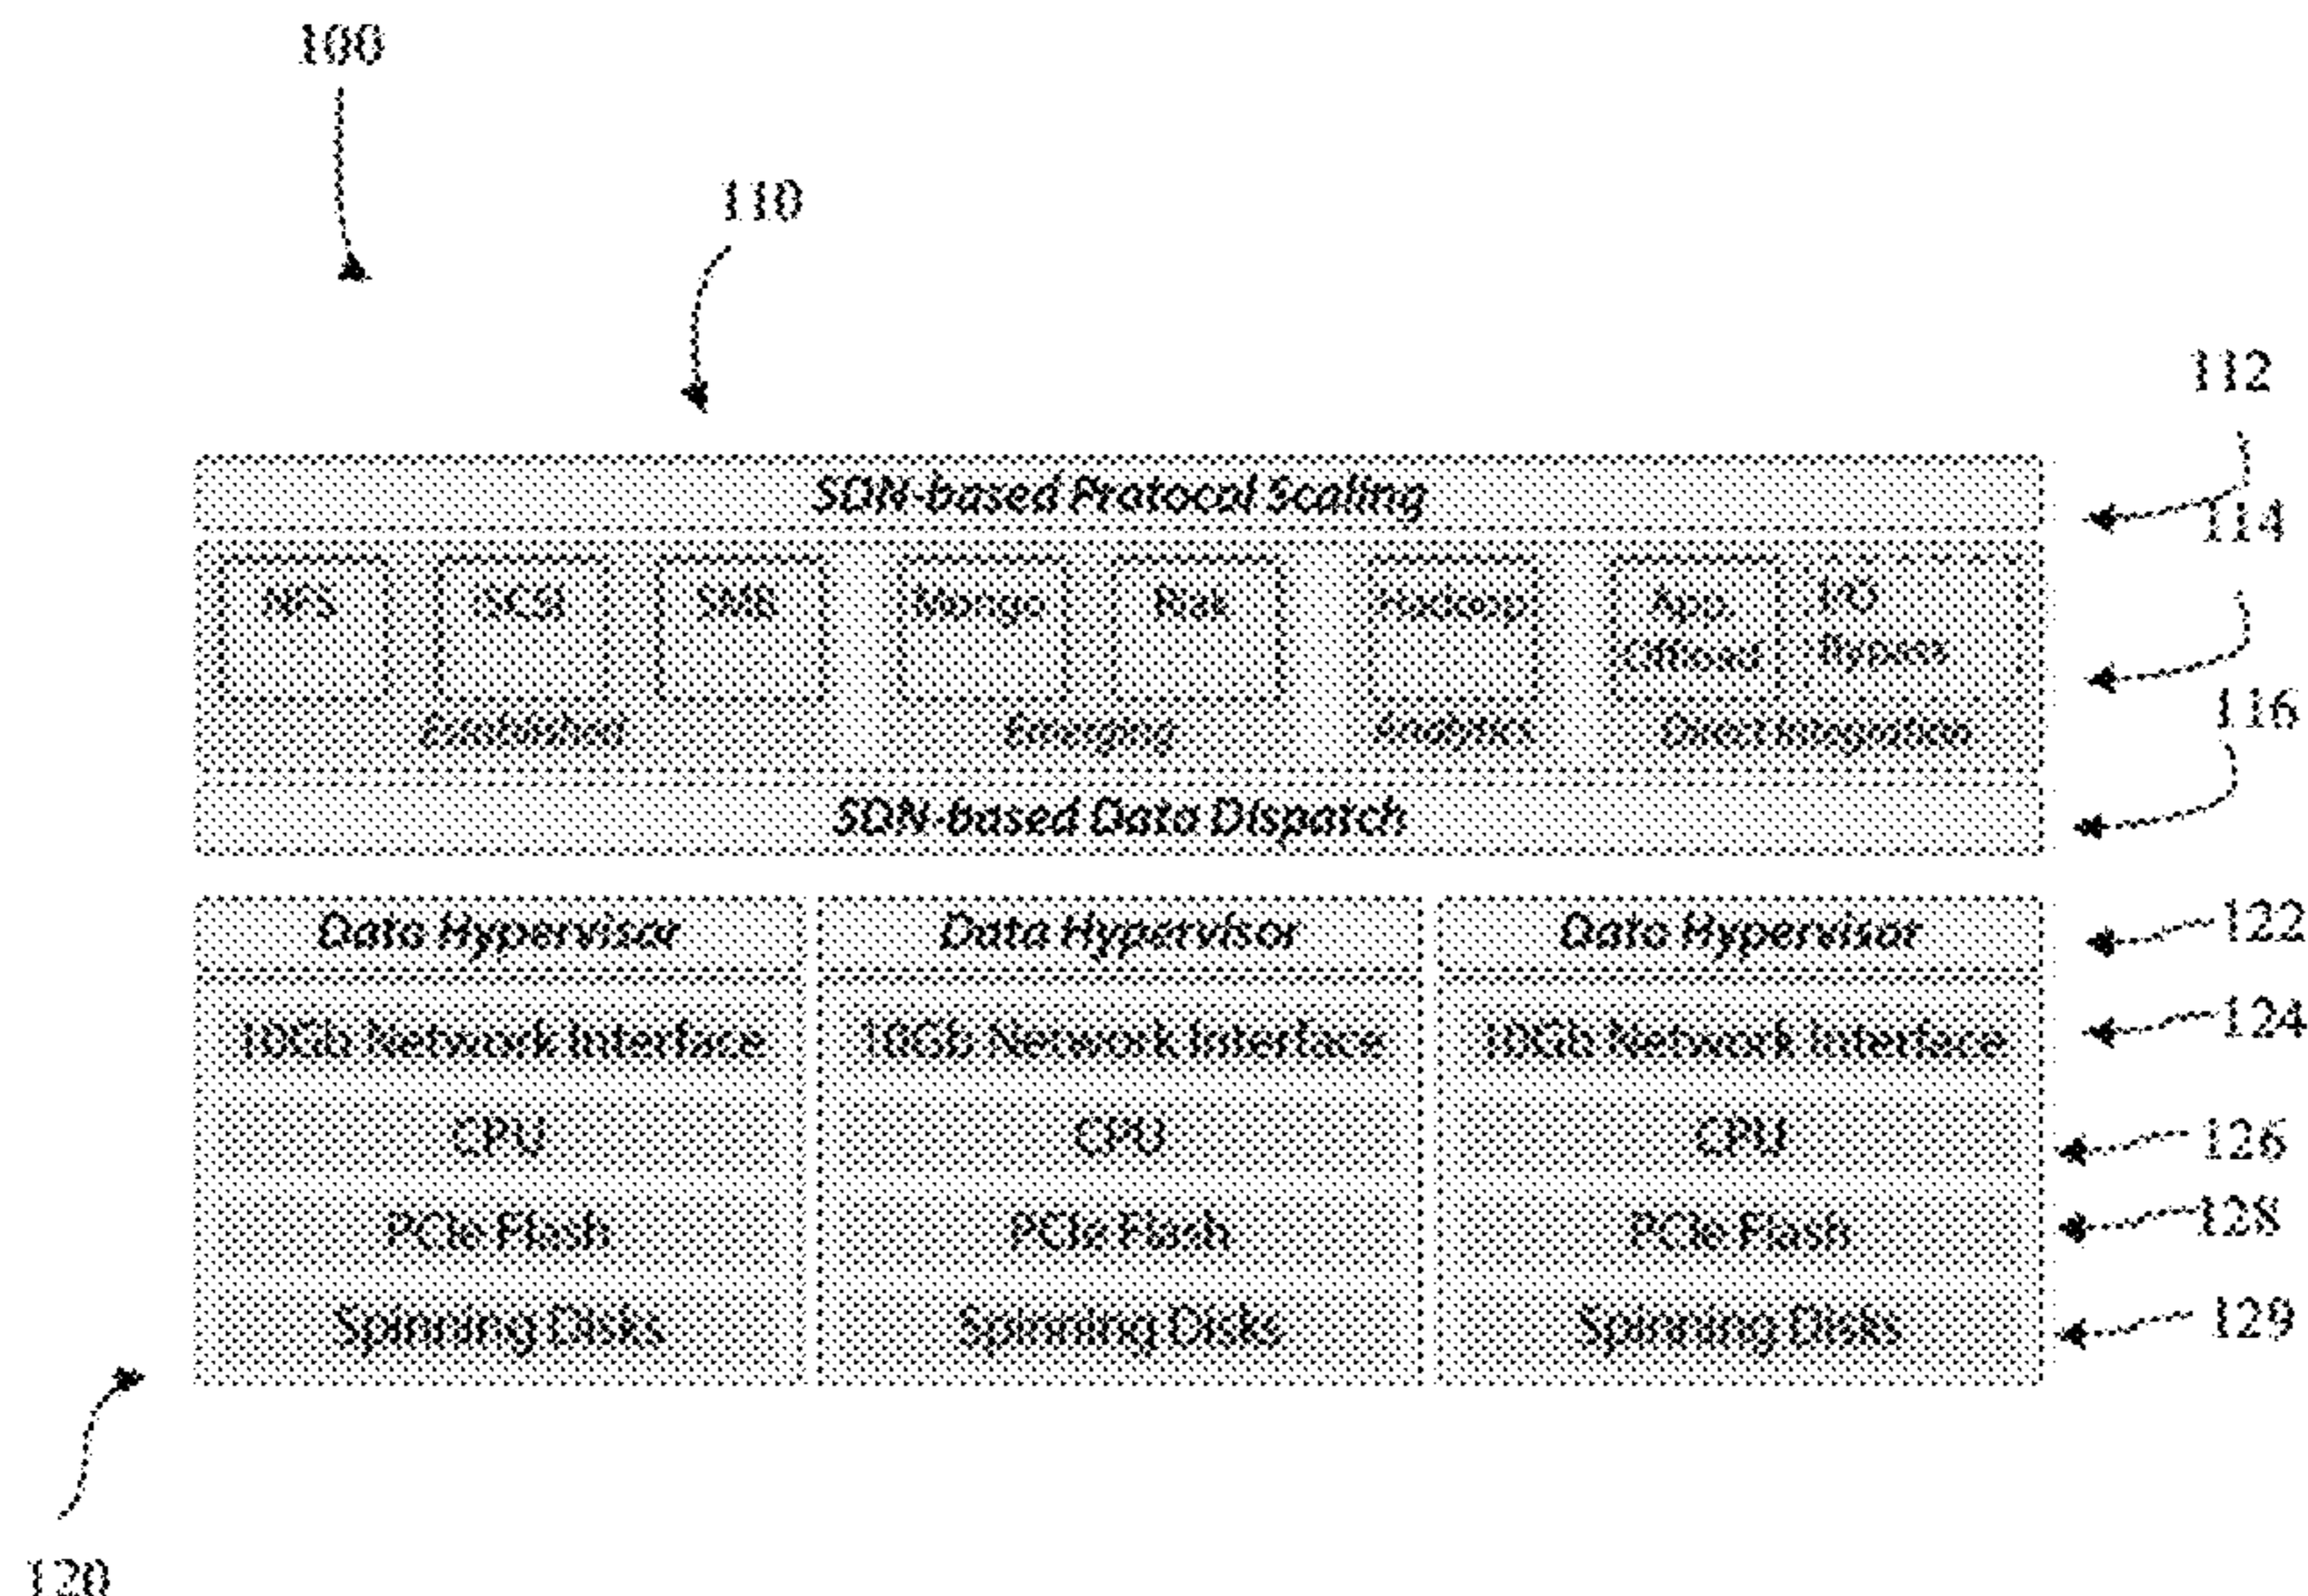 100
110
112
SDN-based Protocol Scaling
114
NFS iSCSI SMB Mongo Riak Hadoop App. I/O
Offload Bypass
116
Established Emerging Analytics Direct Integration
SDN-based Data Dispatch
Data Hypervisor Data Hypervisor Data Hypervisor 122
10Gb Network Interface 10Gb Network Interface 10Gb Network Interface 124
CPU CPU CPU 126
PCIe Flash PCIe Flash PCIe Flash 128
Spinning Disks Spinning Disks Spinning Disks 129
120